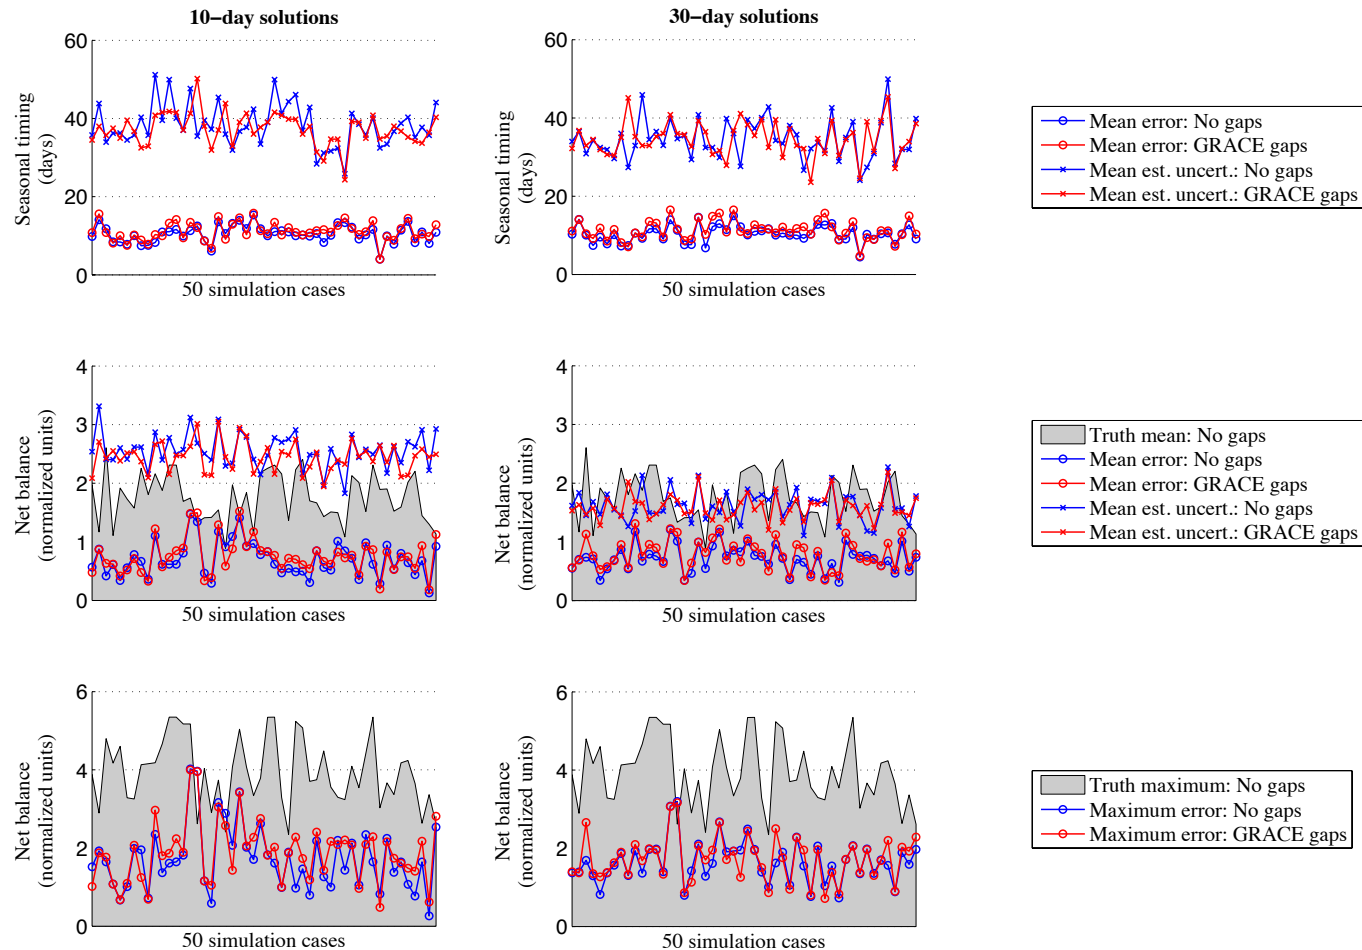 10−day solutions
30−day solutions
60
40
20
0
Seasonal timing
(days)
50 simulation cases
60
40
20
0
Seasonal timing
(days)
50 simulation cases
Mean error: No gaps
Mean error: GRACE gaps
Mean est. uncert.: No gaps
Mean est. uncert.: GRACE gaps
4
3
2
1
0
Net balance
(normalized units)
50 simulation cases
4
3
2
1
0
Net balance
(normalized units)
50 simulation cases
Truth mean: No gaps
Mean error: No gaps
Mean error: GRACE gaps
Mean est. uncert.: No gaps
Mean est. uncert.: GRACE gaps
6
4
2
0
Net balance
(normalized units)
50 simulation cases
6
4
2
0
Net balance
(normalized units)
50 simulation cases
Truth maximum: No gaps
Maximum error: No gaps
Maximum error: GRACE gaps